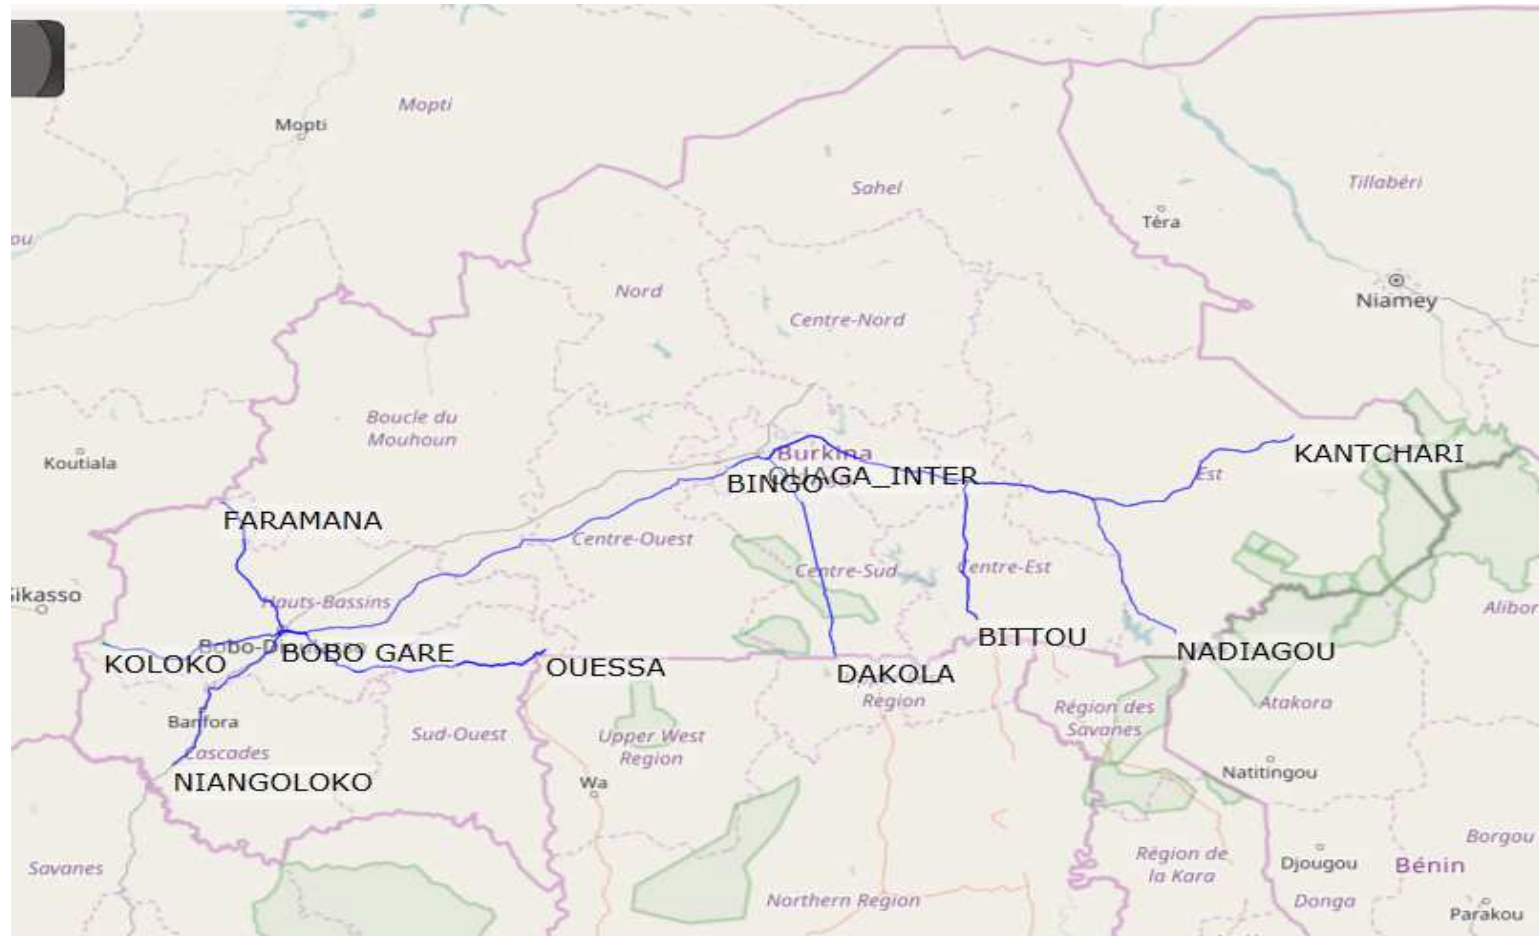 Mopti
Mopti
Sahel
Tillabéri
Téra
ou
Nord
Niamey
Centre-Nord
Boucle du
Mouhoun
Koutiala
Burkina
KANTCHARI
BINGO
OUAGA_INTER
Est
FARAMANA
Centre-Ouest
Centre-Sud
Centre-Est
Sikasso
Hauts-Bassins
Alibor
BITTOU
KOLOKO
BOBO GARE
OUESSA
DAKOLA
NADIAGOU
Region
Atakora
Région des
Savanes
Banfora
Cascades
Sud-Ouest
Upper West
Region
NIANGOLOKO
Wa
Natitingou
Savanes
Région de
la Kara
Djougou
Bénin
Borgou
Northern Region
Donga
Parakou